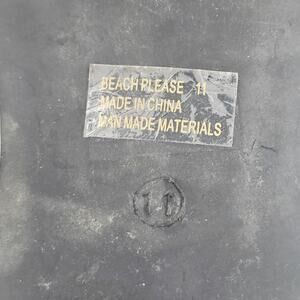 BEACH PLEASE 11
MADE IN CHINA
MAN MADE MATERIALS
11